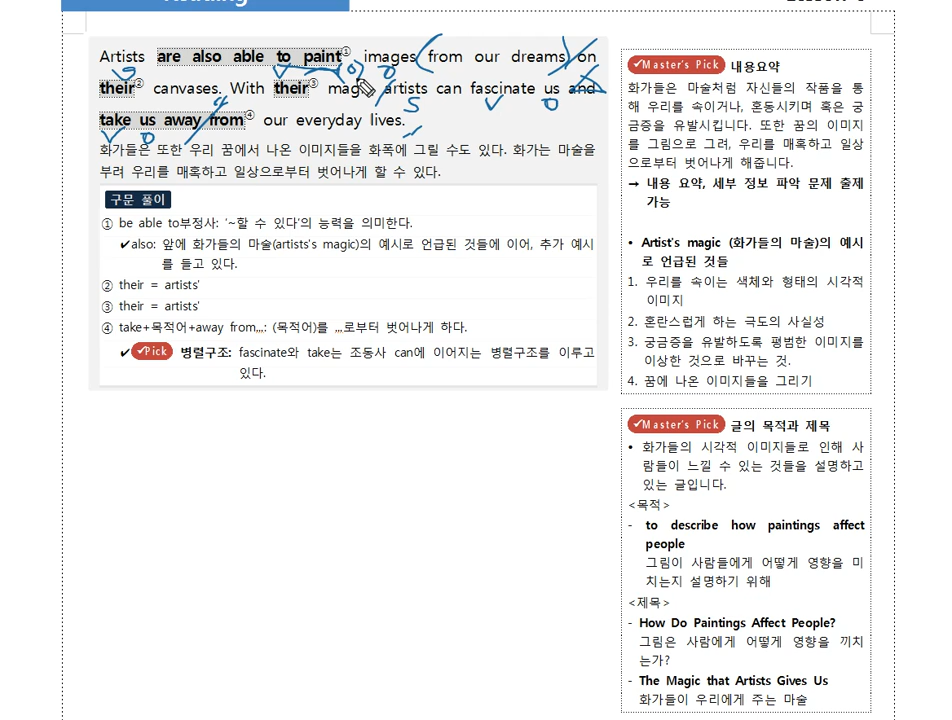 Artists are also able to paint① images from our dreams on
their② canvases. With their③ magic, artists can fascinate us and
take us away from④ our everyday lives.
화가들은 또한 우리 꿈에서 나온 이미지들을 화폭에 그릴 수도 있다. 화가는 마술을
부려 우리를 매혹하고 일상으로부터 벗어나게 할 수 있다.
구문 풀이
① be able to부정사: ‘~할 수 있다’의 능력을 의미한다.
✔also: 앞에 화가들의 마술(artists's magic)의 예시로 언급된 것들에 이어, 추가 예시
를 들고 있다.
② their = artists'
③ their = artists'
④ take+목적어+away from...: (목적어)를 ...로부터 벗어나게 하다.
✔ ✔Pick 병렬구조: fascinate와 take는 조동사 can에 이어지는 병렬구조를 이루고
있다.
✔Master's Pick 내용요약
화가들은 마술처럼 자신들의 작품을 통
해 우리를 속이거나, 혼동시키며 혹은 궁
금증을 유발시킵니다. 또한 꿈의 이미지
를 그림으로 그려, 우리를 매혹하고 일상
으로부터 벗어나게 해줍니다.
→ 내용 요약, 세부 정보 파악 문제 출제
가능
• Artist's magic (화가들의 마술)의 예시
로 언급된 것들
1. 우리를 속이는 색체와 형태의 시각적
이미지
2. 혼란스럽게 하는 극도의 사실성
3. 궁금증을 유발하도록 평범한 이미지를
이상한 것으로 바꾸는 것.
4. 꿈에 나온 이미지들을 그리기
✔Master's Pick 글의 목적과 제목
• 화가들의 시각적 이미지들로 인해 사
람들이 느낄 수 있는 것들을 설명하고
있는 글입니다.
<목적>
- to describe how paintings affect
people
그림이 사람들에게 어떻게 영향을 미
치는지 설명하기 위해
<제목>
- How Do Paintings Affect People?
그림은 사람에게 어떻게 영향을 끼치
는가?
- The Magic that Artists Gives Us
화가들이 우리에게 주는 마술